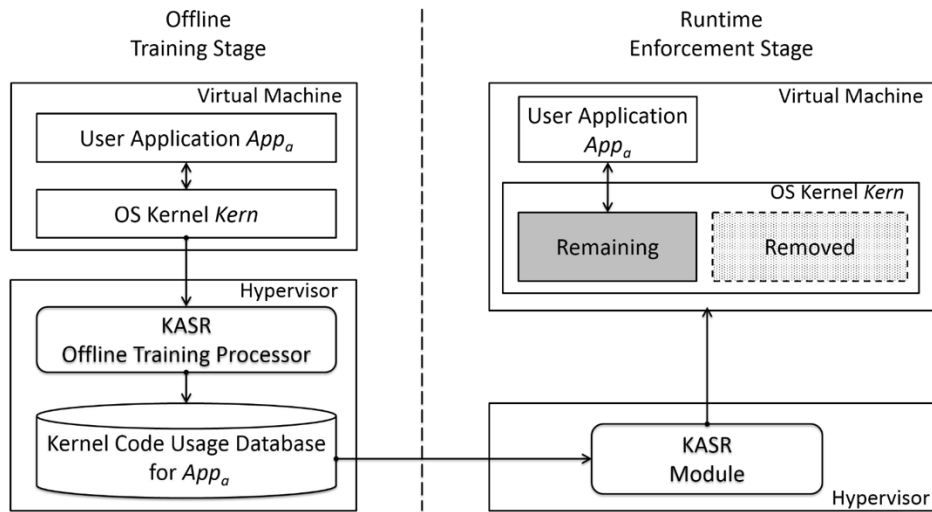 Offline
Training Stage
Virtual Machine
User Application App_a
OS Kernel Kern
Hypervisor
KASR
Offline Training Processor
Kernel Code Usage Database
for App_a
Runtime
Enforcement Stage
Virtual Machine
User Application
App_a
OS Kernel Kern
Remaining
Removed
KASR
Module
Hypervisor